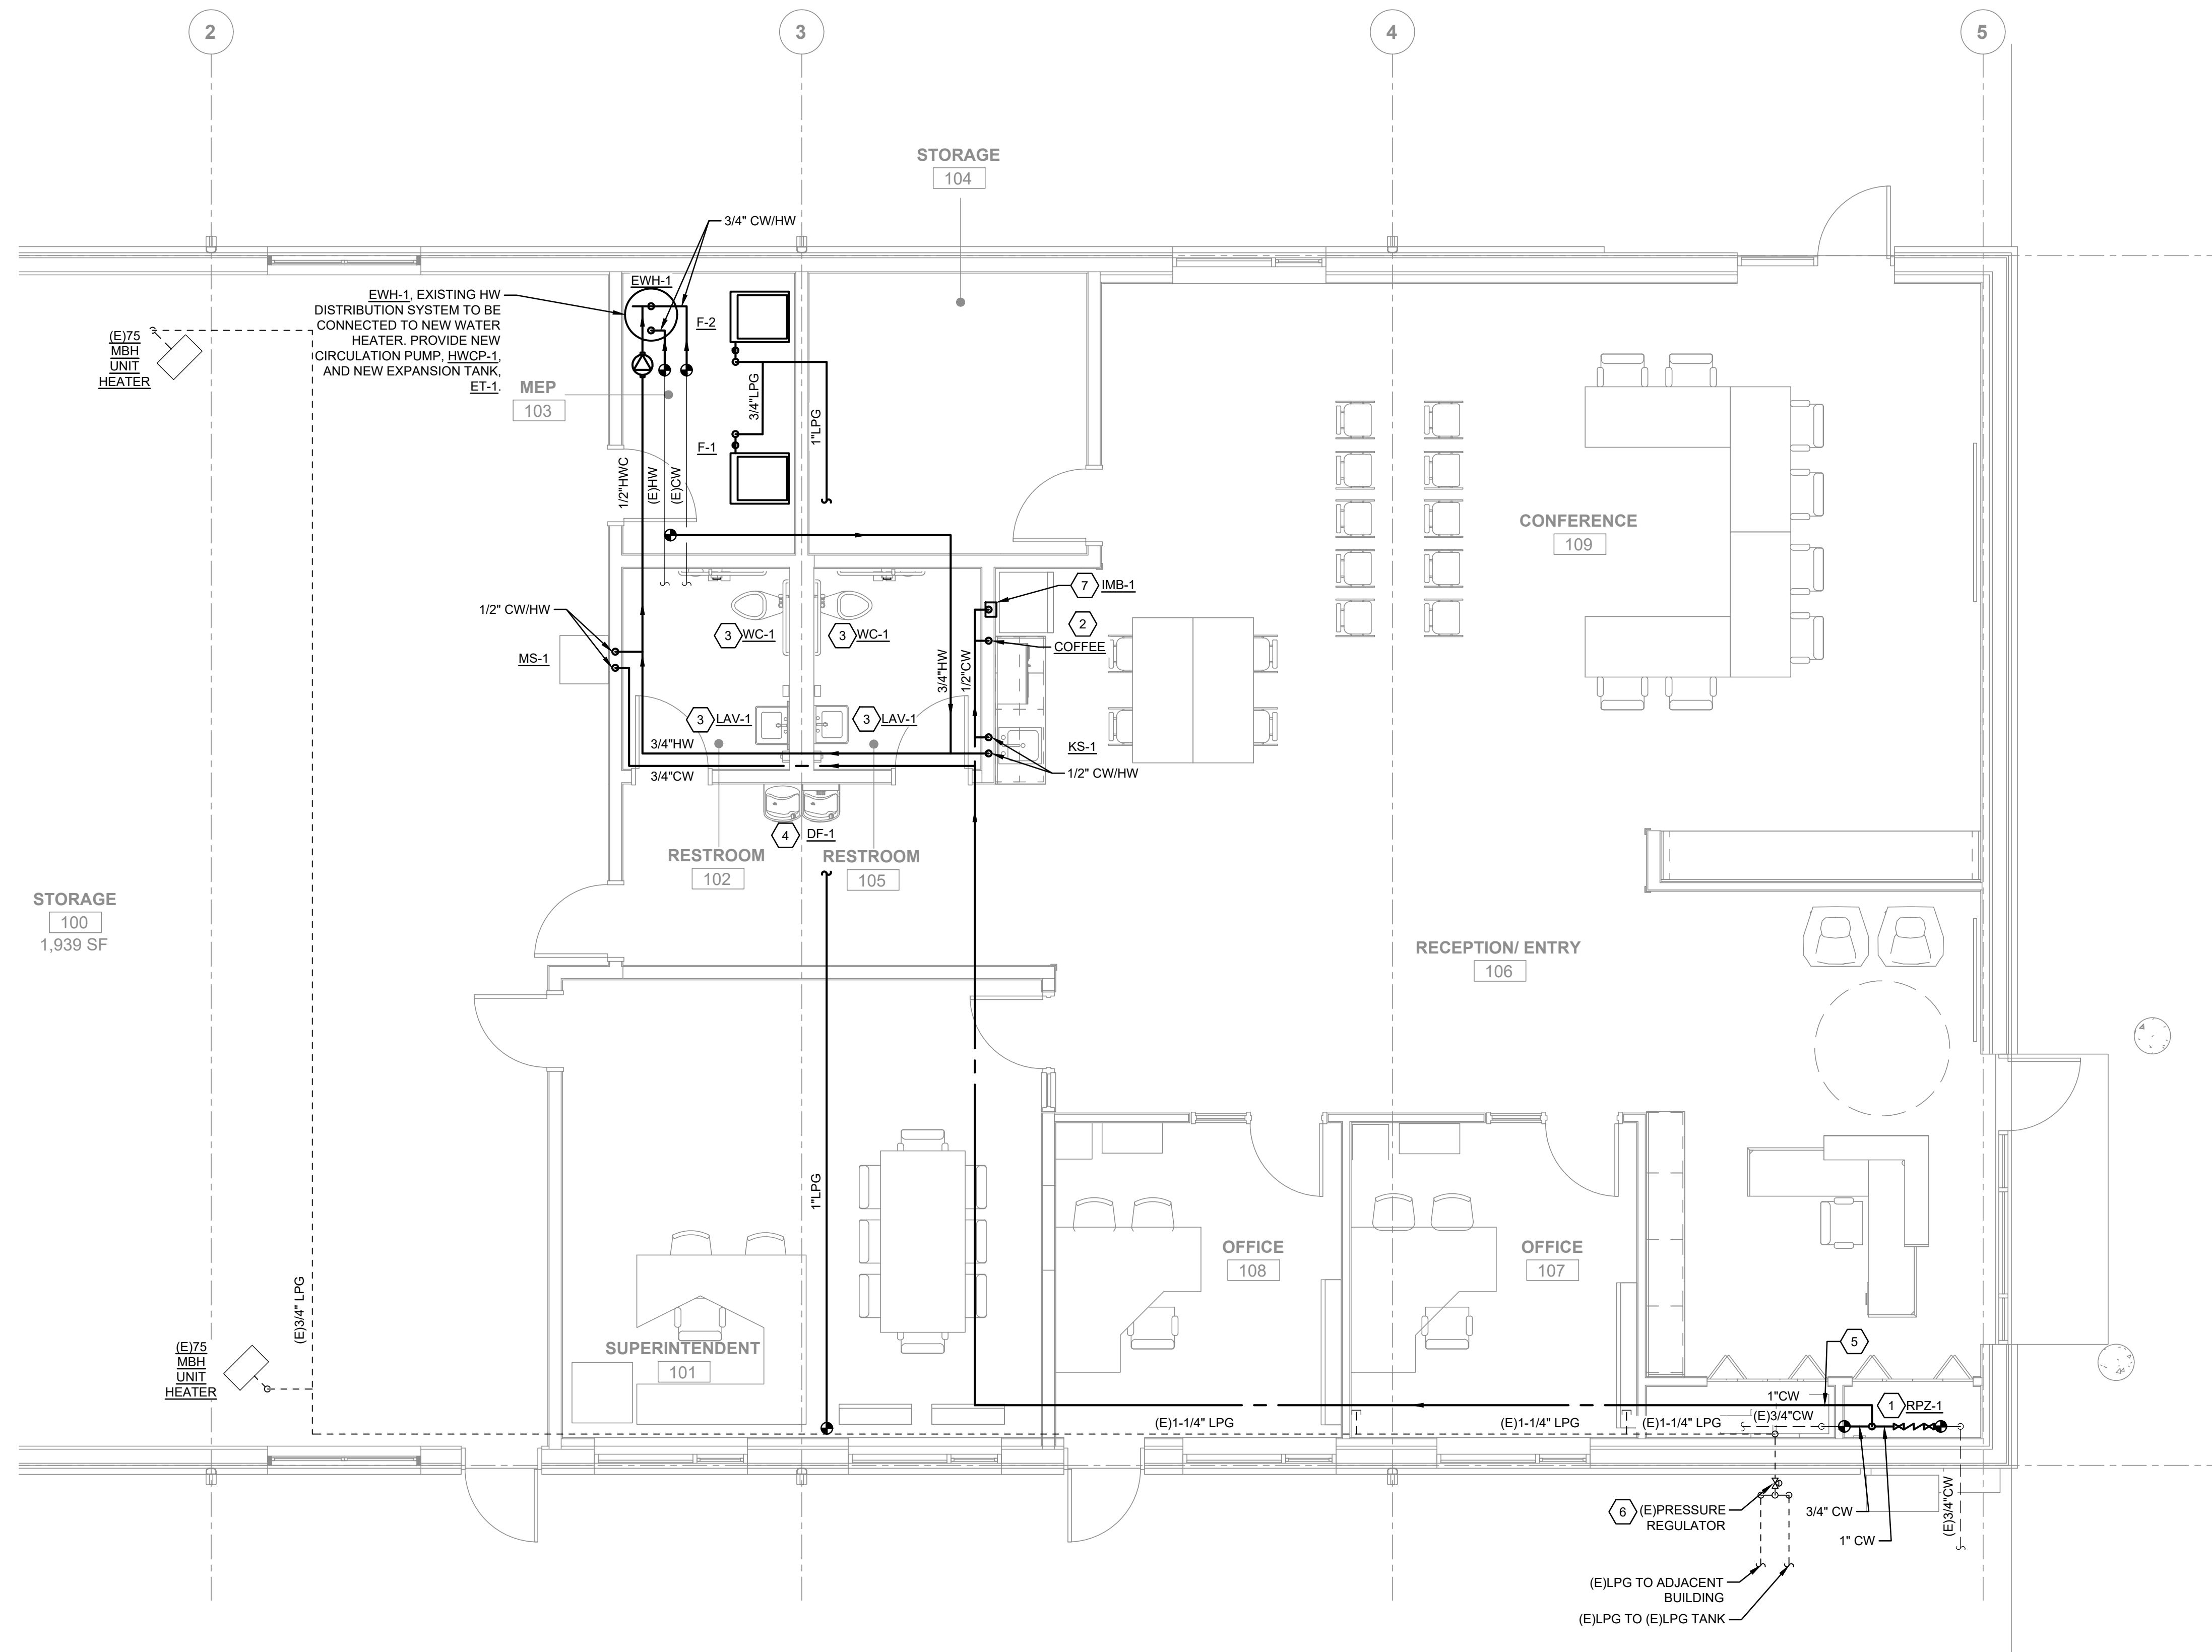 2
3
4
5
STORAGE
104
3/4" CW/HW
EWH-1
EWH-1, EXISTING HW
DISTRIBUTION SYSTEM TO BE
CONNECTED TO NEW WATER
HEATER. PROVIDE NEW
CIRCULATION PUMP, HWCP-1,
AND NEW EXPANSION TANK,
ET-1.
(E)75
MBH
UNIT
HEATER
F-2
MEP
103
3/4"LPG
1"LPG
F-1
1/2"HWC
(E)HW
(E)CW
CONFERENCE
109
7 IMB-1
2
COFFEE
1/2" CW/HW
MS-1
3 WC-1
3 WC-1
3/4"HW
1/2"CW
3 LAV-1
3 LAV-1
3/4"HW
3/4"CW
KS-1
1/2" CW/HW
4 DF-1
RESTROOM
102
RESTROOM
105
STORAGE
100
1,939 SF
RECEPTION/ ENTRY
106
1"LPG
OFFICE
108
OFFICE
107
(E)3/4" LPG
(E)75
MBH
UNIT
HEATER
SUPERINTENDENT
101
5
1"CW
1 RPZ-1
(E)1-1/4" LPG
(E)1-1/4" LPG
(E)1-1/4" LPG
(E)3/4"CW
6 (E)PRESSURE
REGULATOR
3/4" CW
1" CW
(E)3/4"CW
(E)LPG TO ADJACENT
BUILDING
(E)LPG TO (E)LPG TANK